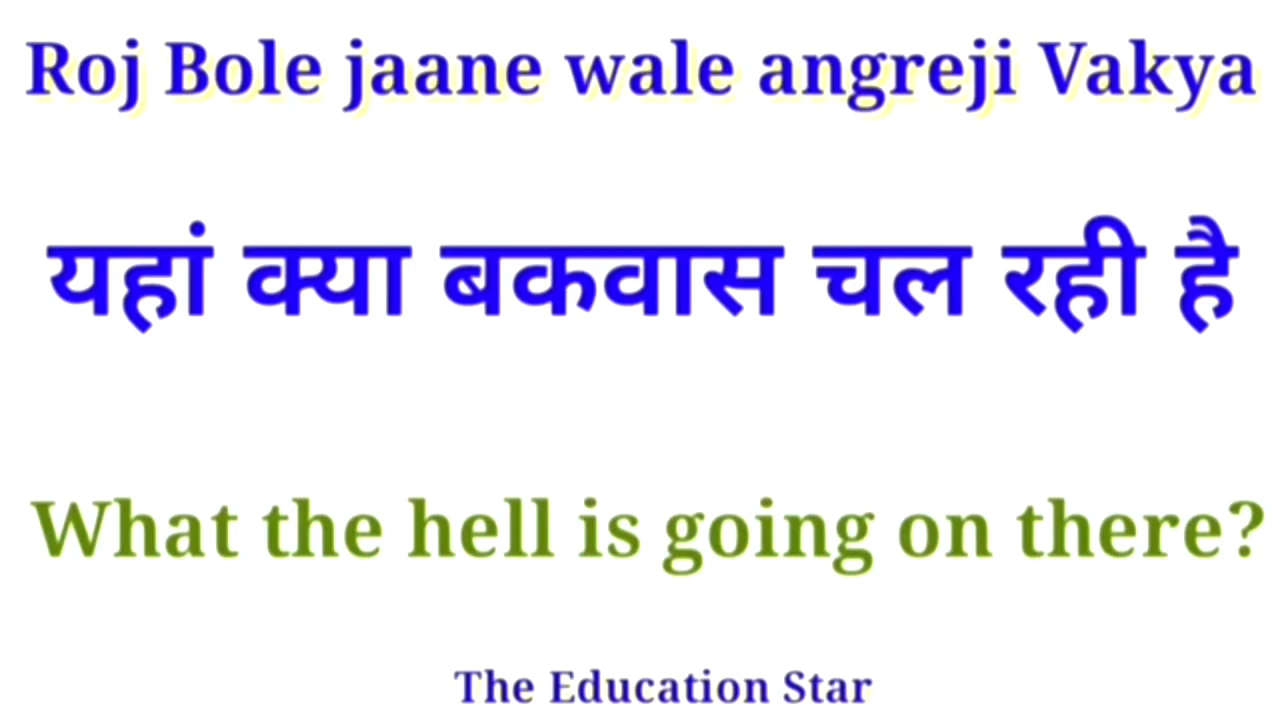 Roj Bole jaane wale angreji Vakya
यहां क्या बकवास चल रही है
What the hell is going on there?
The Education Star